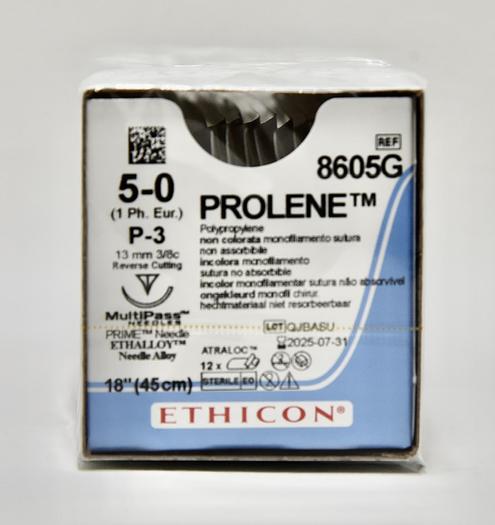 REF
8605G
5-0
(1 Ph. Eur.)
P-3
13 mm 3/8c
Reverse Cutting
MultiPass™
NEEDLES
PRIME™ Needle
ETHALLOY™
Needle Alloy
18" (45cm)
PROLENE™
Polypropylene
non colorata monofilamento sutura
non assorbibile
incolora monofilamento
sutura no absorbible
incolor monofilamentar sutura não absorvível
ongekleurd monofil chirur.
hechtmateriaal niet resorbeerbaar
LOT QJBASU
2025-07-31
ATRALOC™
12 x
STERILE EO
ETHICON®